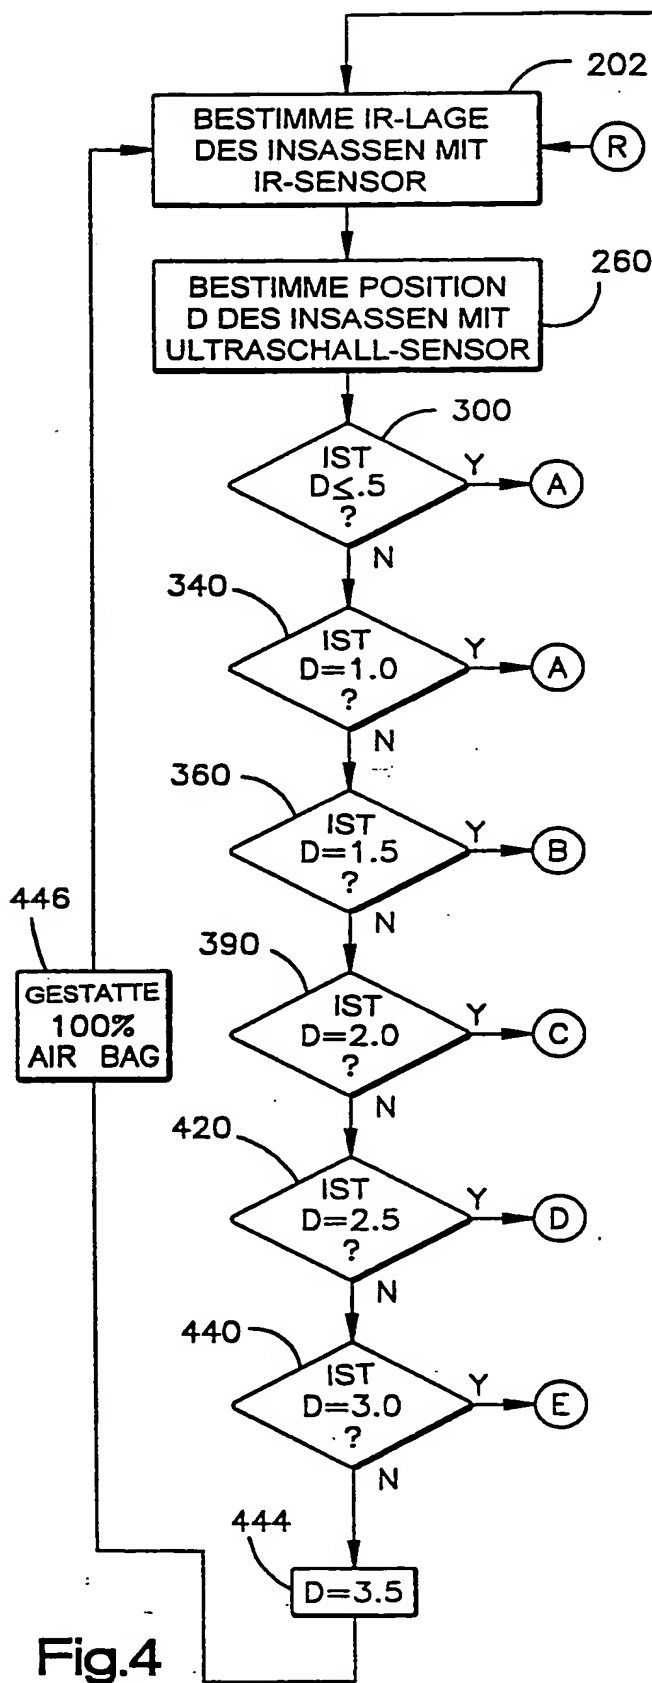 202
BESTIMME IR-LAGE
DES INSASSEN MIT
IR-SENSOR
R
260
BESTIMME POSITION
D DES INSASSEN MIT
ULTRASCHALL-SENSOR
300
IST
D≤.5
?
Y
A
N
340
IST
D=1.0
?
Y
A
N
360
IST
D=1.5
?
Y
B
N
446
GESTATTE
100%
AIR BAG
390
IST
D=2.0
?
Y
C
N
420
IST
D=2.5
?
Y
D
N
440
IST
D=3.0
?
Y
E
N
444
D=3.5
Fig.4